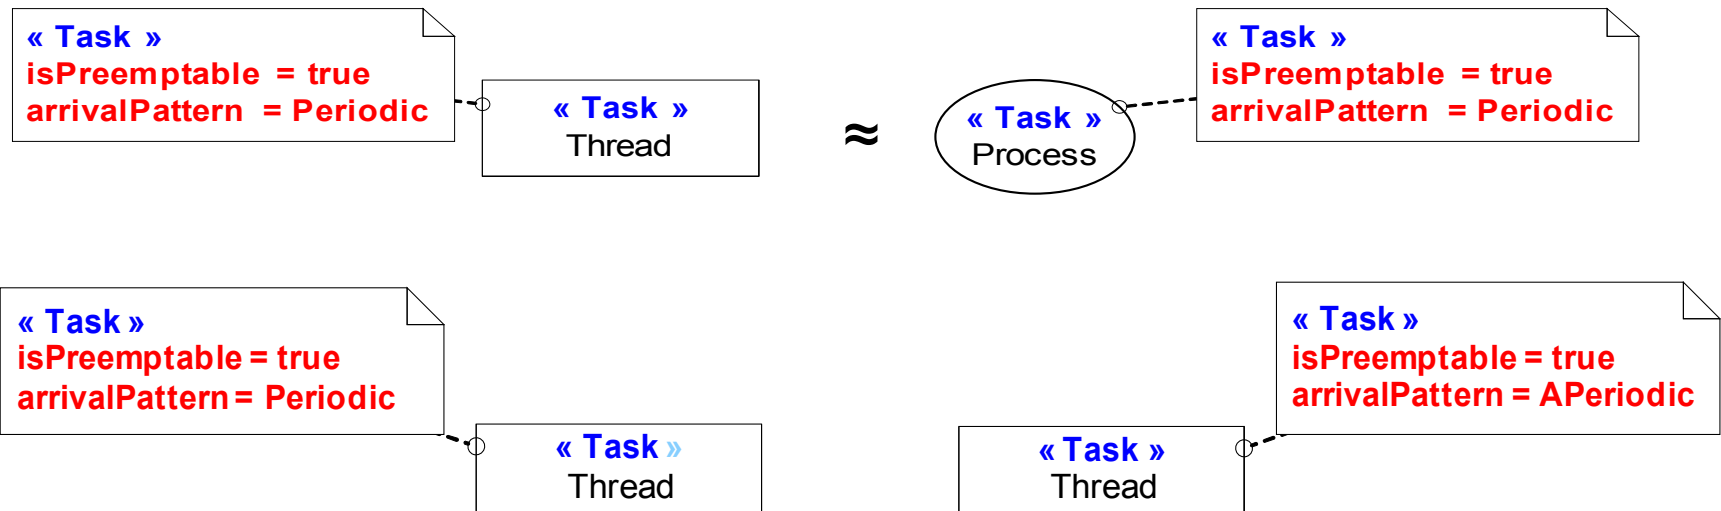 « Task »
isPreemptable = true
arrivalPattern = Periodic
« Task »
Thread
≈
« Task »
Process
« Task »
isPreemptable = true
arrivalPattern = Periodic
« Task »
isPreemptable = true
arrivalPattern = Periodic
« Task »
Thread
« Task »
Thread
« Task »
isPreemptable = true
arrivalPattern = APeriodic